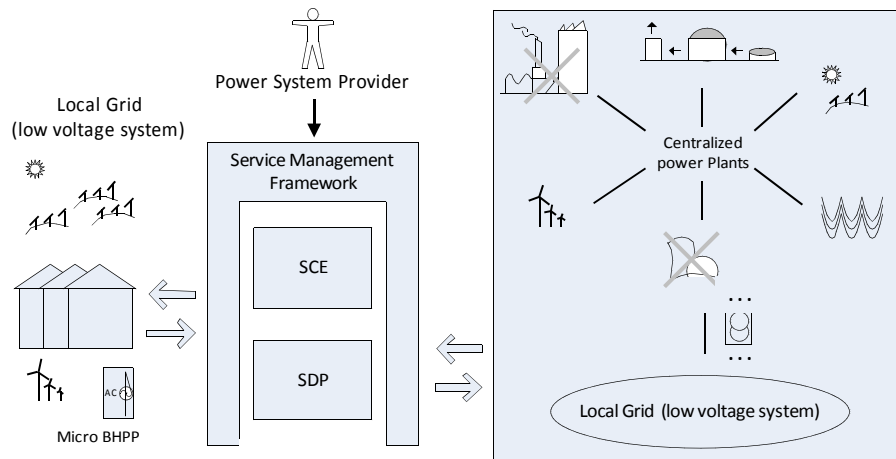 Power System Provider
Local Grid
(low voltage system)
Service Management
Framework
SCE
SDP
AC
Micro BHPP
Centralized
power Plants
...
...
Local Grid (low voltage system)